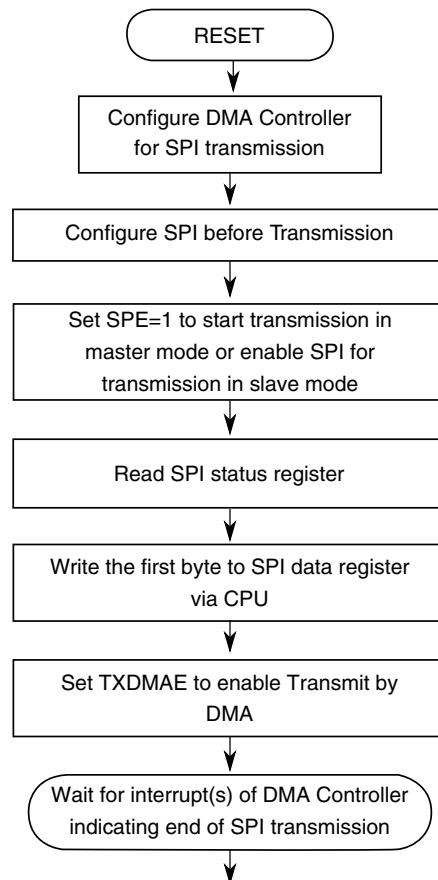 RESET
Configure DMA Controller
for SPI transmission
Configure SPI before Transmission
Set SPE=1 to start transmission in
master mode or enable SPI for
transmission in slave mode
Read SPI status register
Write the first byte to SPI data register
via CPU
Set TXDMAE to enable Transmit by
DMA
Wait for interrupt(s) of DMA Controller
indicating end of SPI transmission